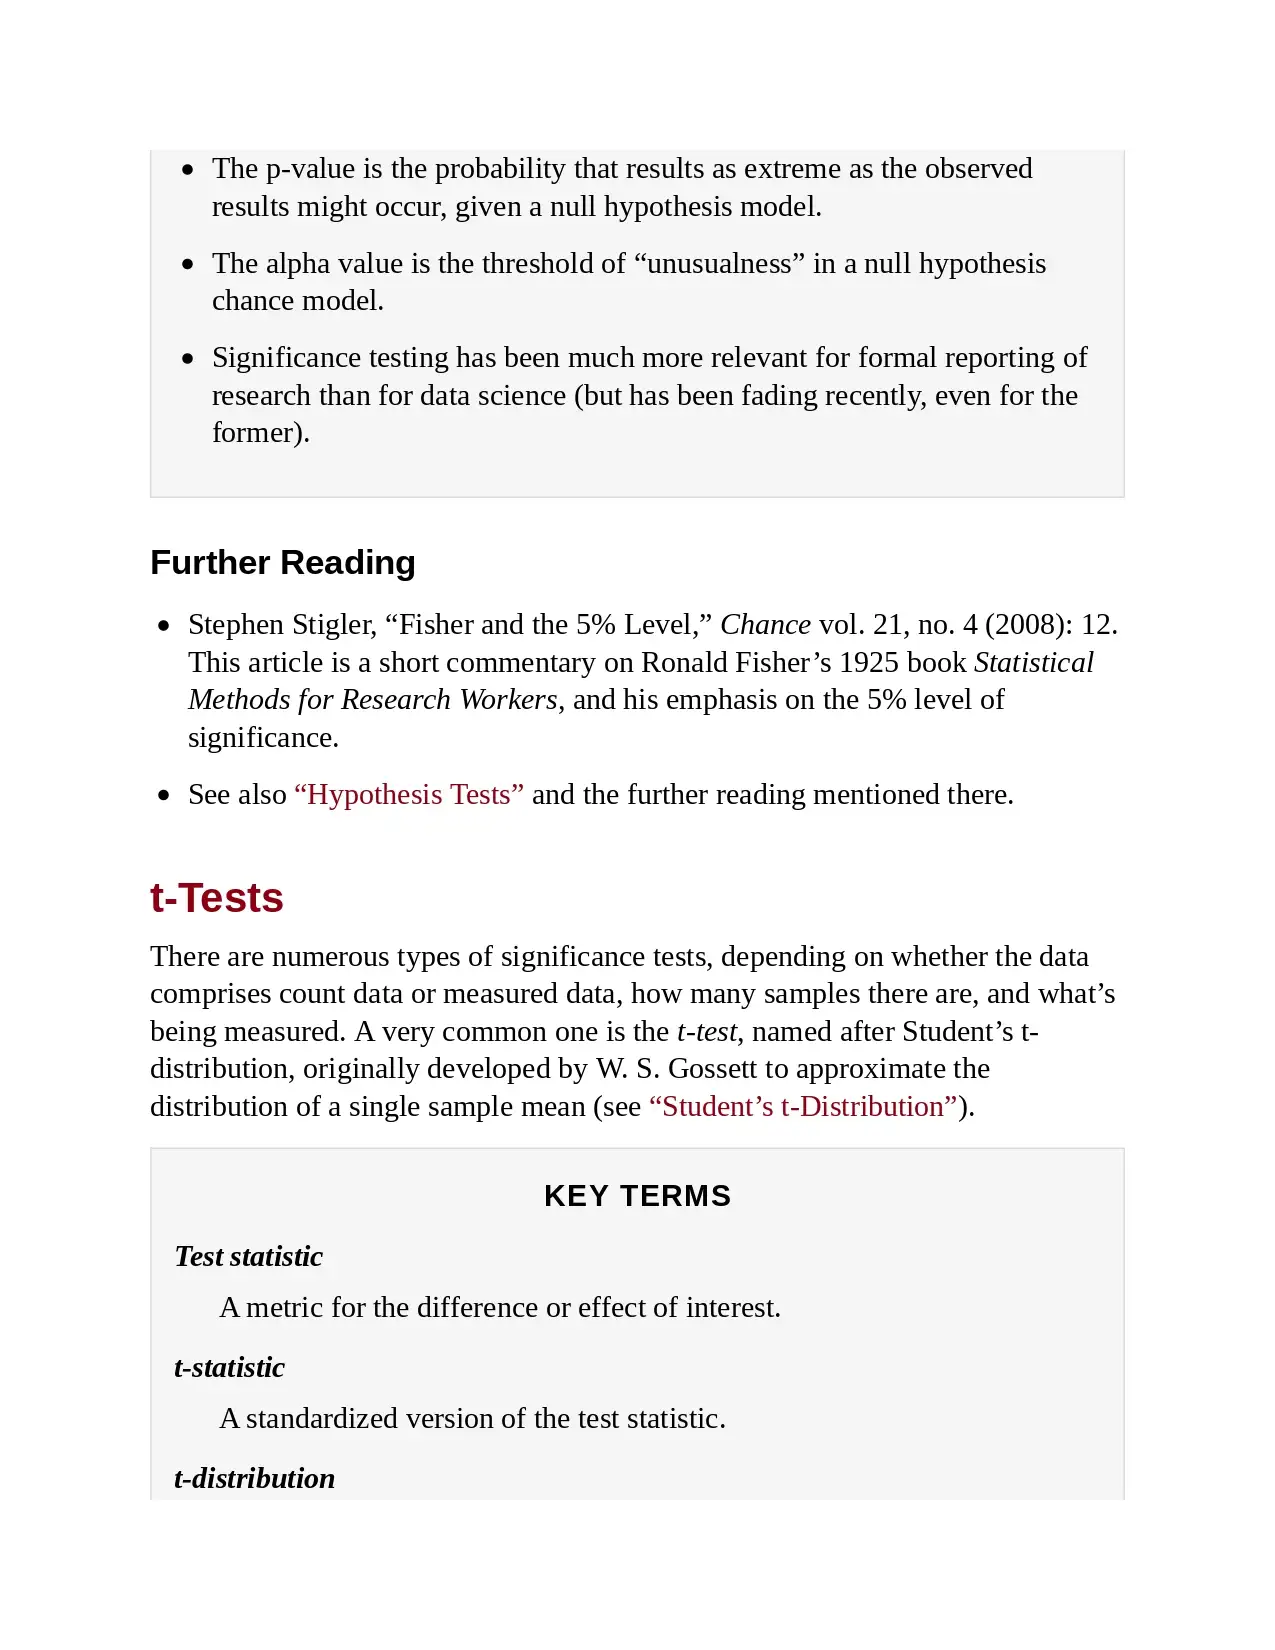 The p-value is the probability that results as extreme as the observed
results might occur, given a null hypothesis model.
The alpha value is the threshold of “unusualness” in a null hypothesis
chance model.
Significance testing has been much more relevant for formal reporting of
research than for data science (but has been fading recently, even for the
former).
Further Reading
Stephen Stigler, “Fisher and the 5% Level,” Chance vol. 21, no. 4 (2008): 12.
This article is a short commentary on Ronald Fisher’s 1925 book Statistical
Methods for Research Workers, and his emphasis on the 5% level of
significance.
See also “Hypothesis Tests” and the further reading mentioned there.
t-Tests
There are numerous types of significance tests, depending on whether the data
comprises count data or measured data, how many samples there are, and what’s
being measured. A very common one is the t-test, named after Student’s t-
distribution, originally developed by W. S. Gossett to approximate the
distribution of a single sample mean (see “Student’s t-Distribution”).
KEY TERMS
Test statistic
A metric for the difference or effect of interest.
t-statistic
A standardized version of the test statistic.
t-distribution